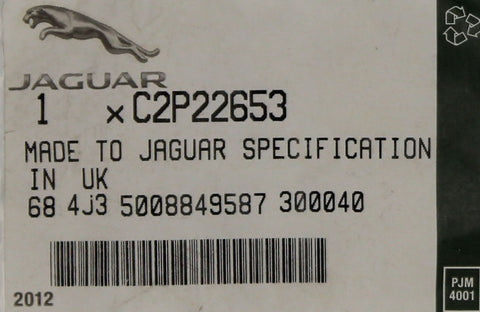 JAGUAR
1 x C2P22653
MADE TO JAGUAR SPECIFICATION
IN UK
68 4J3 5008849587 300040
2012
PJM
4001